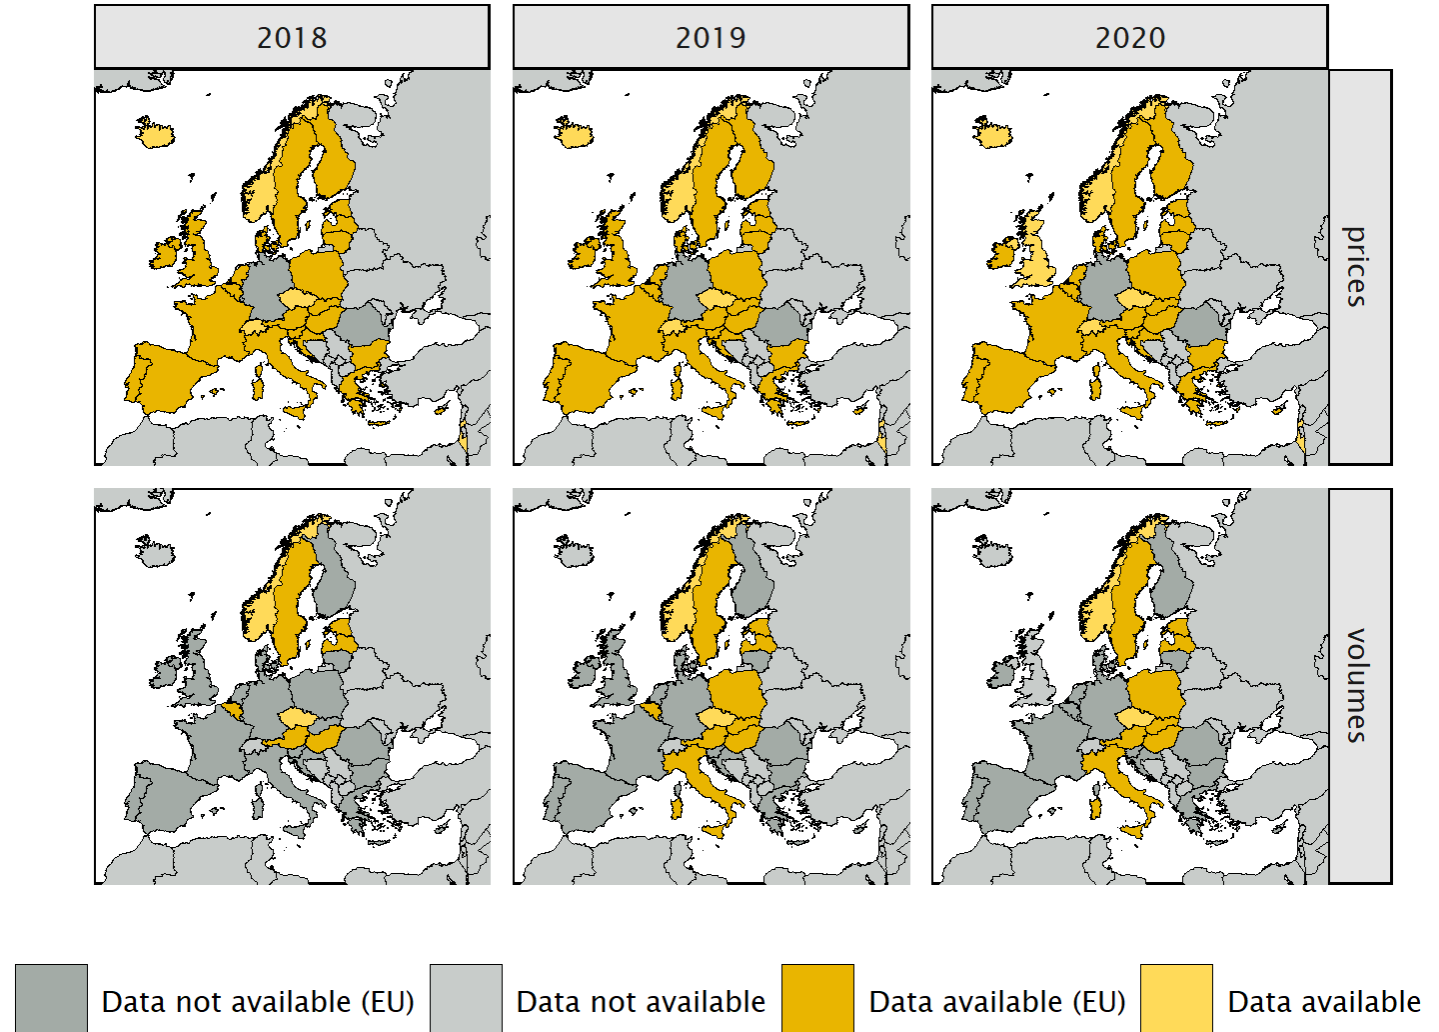 2018
2019
2020
prices
volumes
Data not available (EU)
Data not available
Data available (EU)
Data available